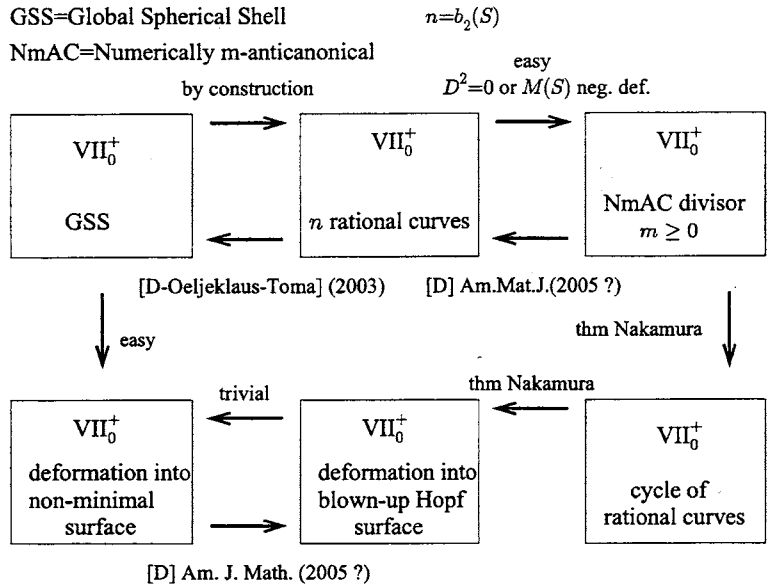 GSS=Global Spherical Shell
n=b₂(S)
NmAC=Numerically m-anticanonical
by construction
easy
D²=0 or M(S) neg. def.
VII₀⁺
GSS
VII₀⁺
n rational curves
VII₀⁺
NmAC divisor
m ≥ 0
[D-Oeljeklaus-Toma] (2003)
[D] Am.Mat.J.(2005 ?)
easy
thm Nakamura
trivial
thm Nakamura
VII₀⁺
deformation into
non-minimal
surface
VII₀⁺
deformation into
blown-up Hopf
surface
VII₀⁺
cycle of
rational curves
[D] Am. J. Math. (2005 ?)